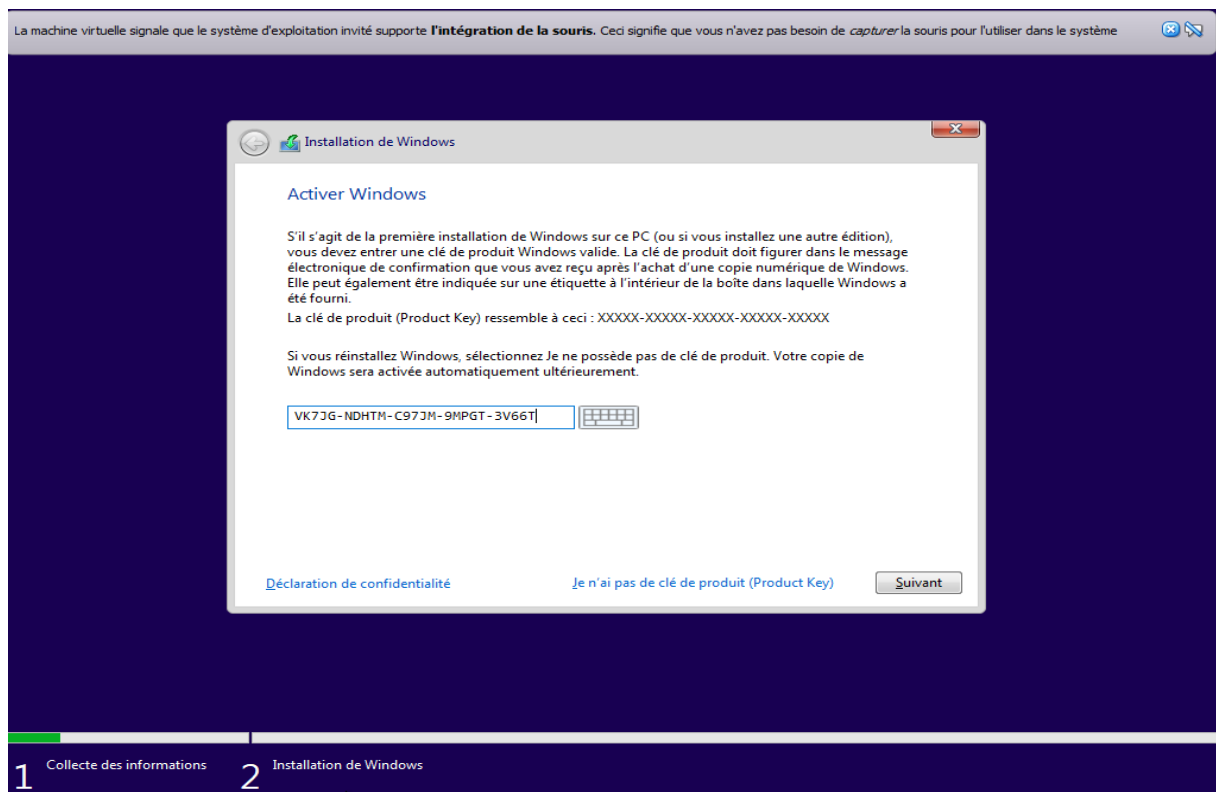 La machine virtuelle signale que le système d'exploitation invité supporte l'intégration de la souris. Ceci signifie que vous n'avez pas besoin de capturer la souris pour l'utiliser dans le système
Installation de Windows
Activer Windows
S'il s'agit de la première installation de Windows sur ce PC (ou si vous installez une autre édition),
vous devez entrer une clé de produit Windows valide. La clé de produit doit figurer dans le message
électronique de confirmation que vous avez reçu après l'achat d'une copie numérique de Windows.
Elle peut également être indiquée sur une étiquette à l'intérieur de la boîte dans laquelle Windows a
été fourni.
La clé de produit (Product Key) ressemble à ceci : XXXXX-XXXXX-XXXXX-XXXXX-XXXXX
Si vous réinstallez Windows, sélectionnez Je ne possède pas de clé de produit. Votre copie de
Windows sera activée automatiquement ultérieurement.
VK7JG-NDHTM-C97JM-9MPGT-3V66T
Déclaration de confidentialité
Je n'ai pas de clé de produit (Product Key)
Suivant
1 Collecte des informations
2 Installation de Windows